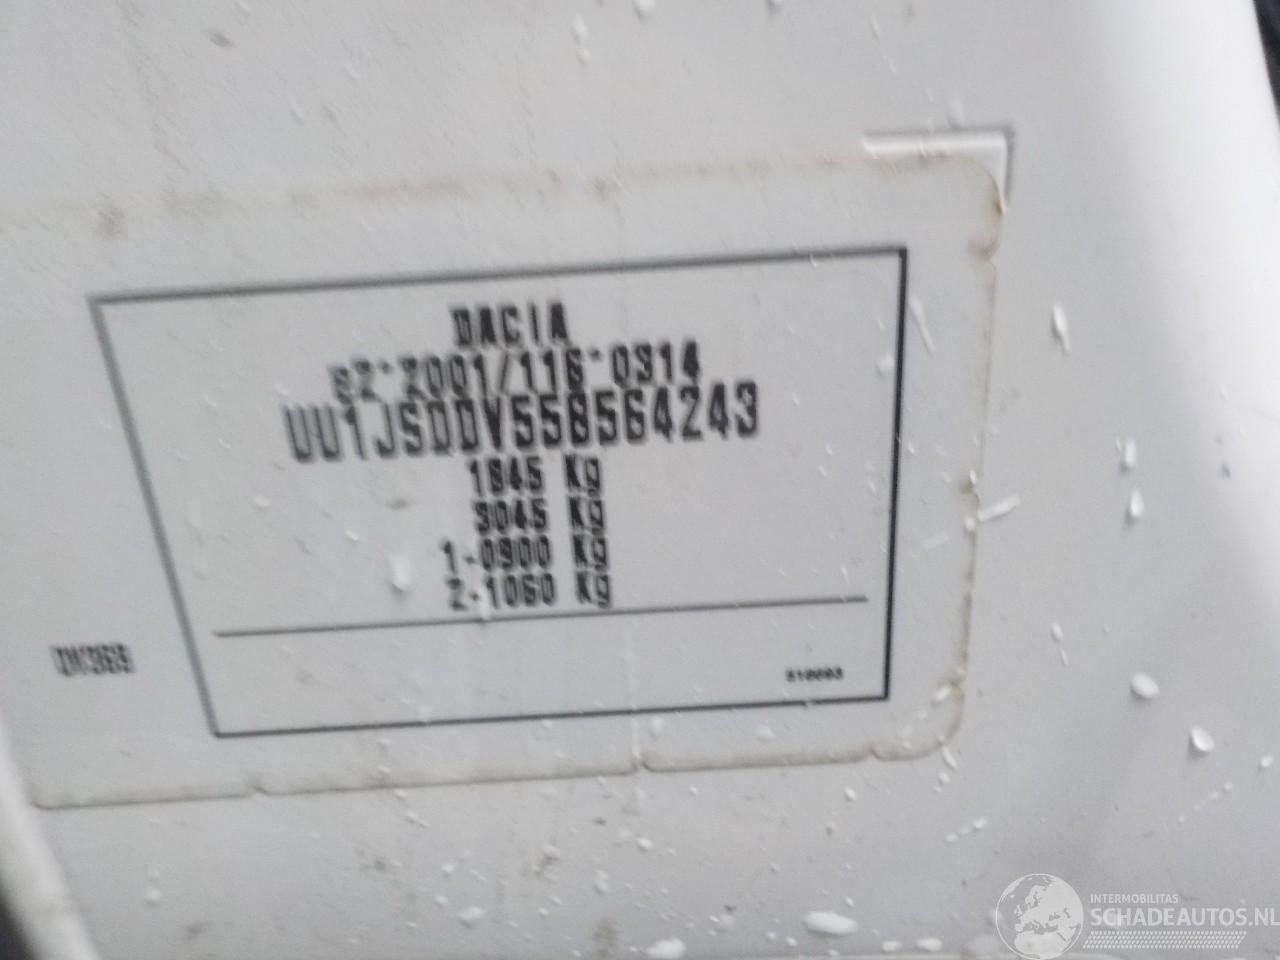 DACIA
e2*2001/116*0314
UU1JSDDV558564243
1845 Kg
3045 Kg
1-0900 Kg
2-1060 Kg
INTERMOBILITAS
SCHADEAUTOS.NL